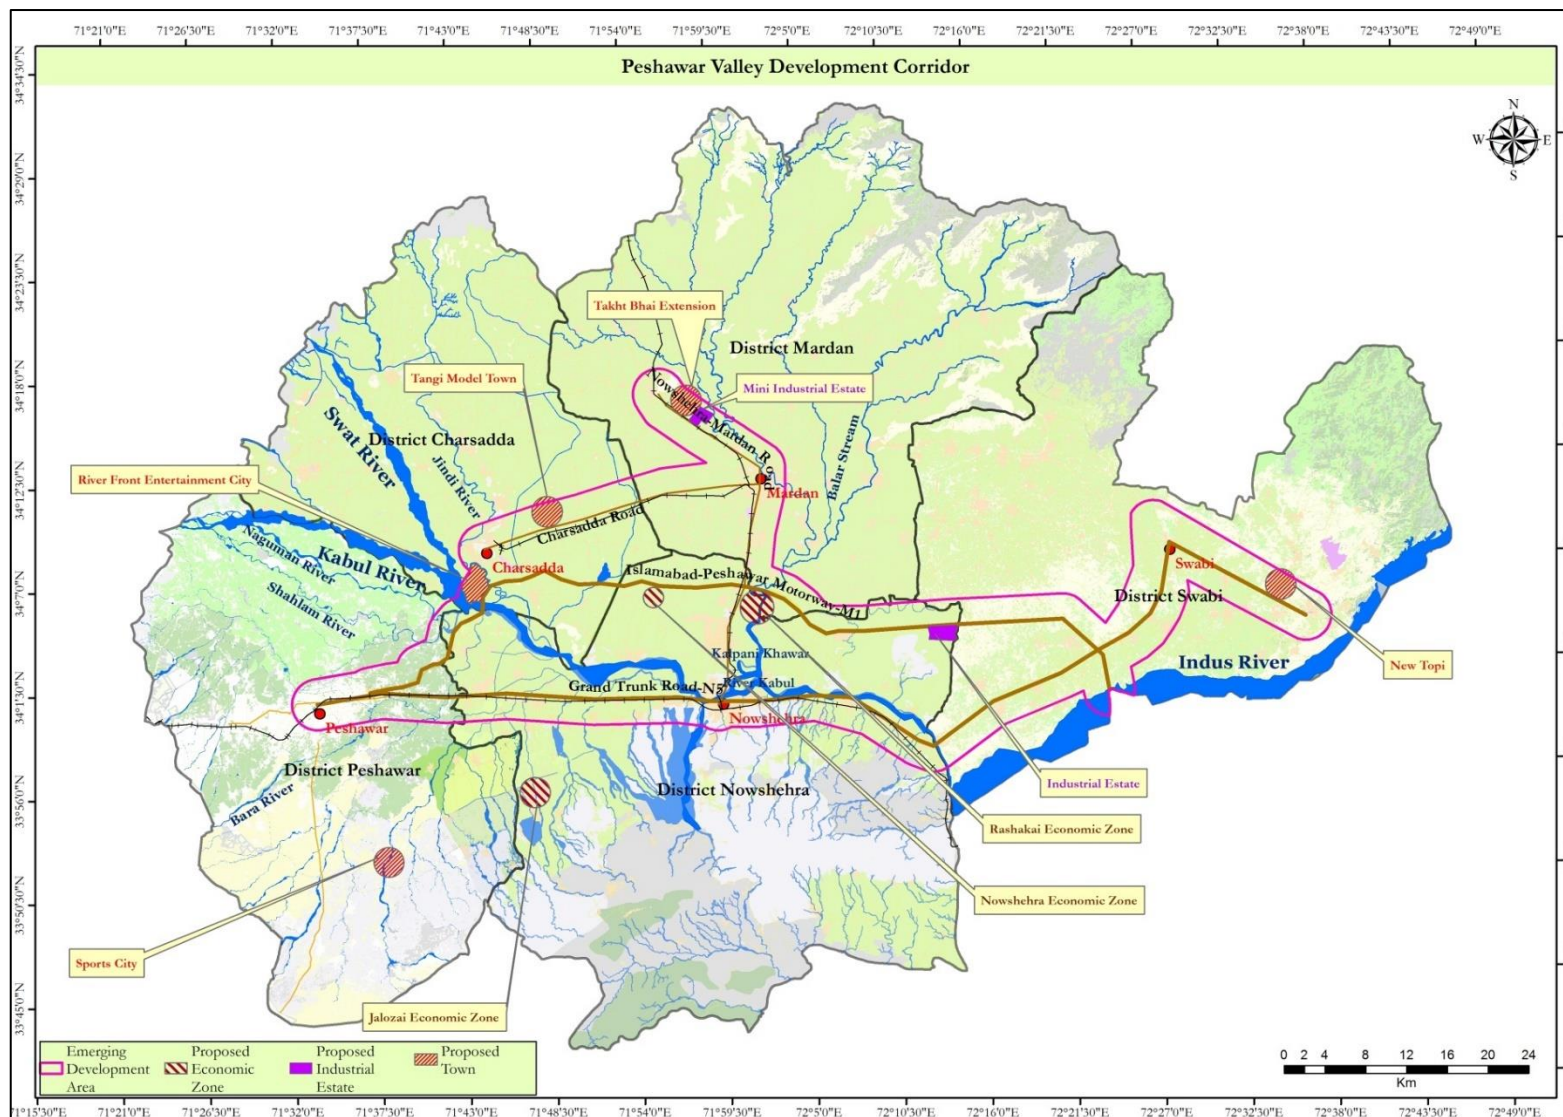 71°21'0"E 71°26'30"E 71°32'0"E 71°37'30"E 71°43'0"E 71°48'30"E 71°54'0"E 71°59'30"E 72°5'0"E 72°10'30"E 72°16'0"E 72°21'30"E 72°27'0"E 72°32'30"E 72°38'0"E 72°43'30"E 72°49'0"E
Peshawar Valley Development Corridor
N
W E
S
34°34'30"N
34°29'0"N
34°23'30"N
34°18'0"N
34°12'30"N
34°7'0"N
34°1'30"N
33°56'0"N
33°50'30"N
33°45'0"N
Takht Bhai Extension
District Mardan
Tangi Model Town
Nowshehra-Mardan Road
Mini Industrial Estate
Swat River
District Charsadda
Jindi River
Balar Stream
River Front Entertainment City
Mardan
Charsadda Road
Naguman River
Kabul River
Charsadda
Islamabad-Peshawar Motorway-M1
Swabi
Shahlam River
District Swabi
Kalpani Khawar
Indus River
New Topi
Grand Trunk Road-N5
River Kabul
Nowshehra
Peshawar
District Peshawar
Industrial Estate
District Nowshehra
Bara River
Rashakai Economic Zone
Nowshehra Economic Zone
Sports City
Jalozai Economic Zone
Emerging
Development
Area
Proposed
Economic
Zone
Proposed
Industrial
Estate
Proposed
Town
0 2 4 8 12 16 20 24
Km
71°15'30"E 71°21'0"E 71°26'30"E 71°32'0"E 71°37'30"E 71°43'0"E 71°48'30"E 71°54'0"E 71°59'30"E 72°5'0"E 72°10'30"E 72°16'0"E 72°21'30"E 72°27'0"E 72°32'30"E 72°38'0"E 72°43'30"E 72°49'0"E